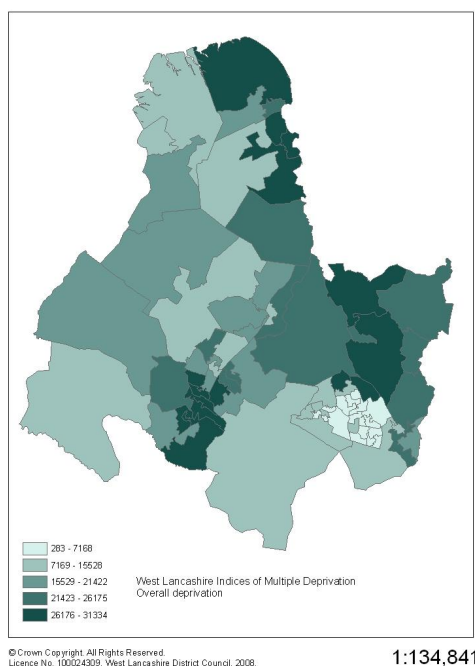 283 - 7168
7169 - 15528
15529 - 21422
21423 - 26175
26176 - 31334
West Lancashire Indices of Multiple Deprivation
Overall deprivation
© Crown Copyright. All Rights Reserved.
Licence No. 100024309. West Lancashire District Council. 2008.
1:134,841